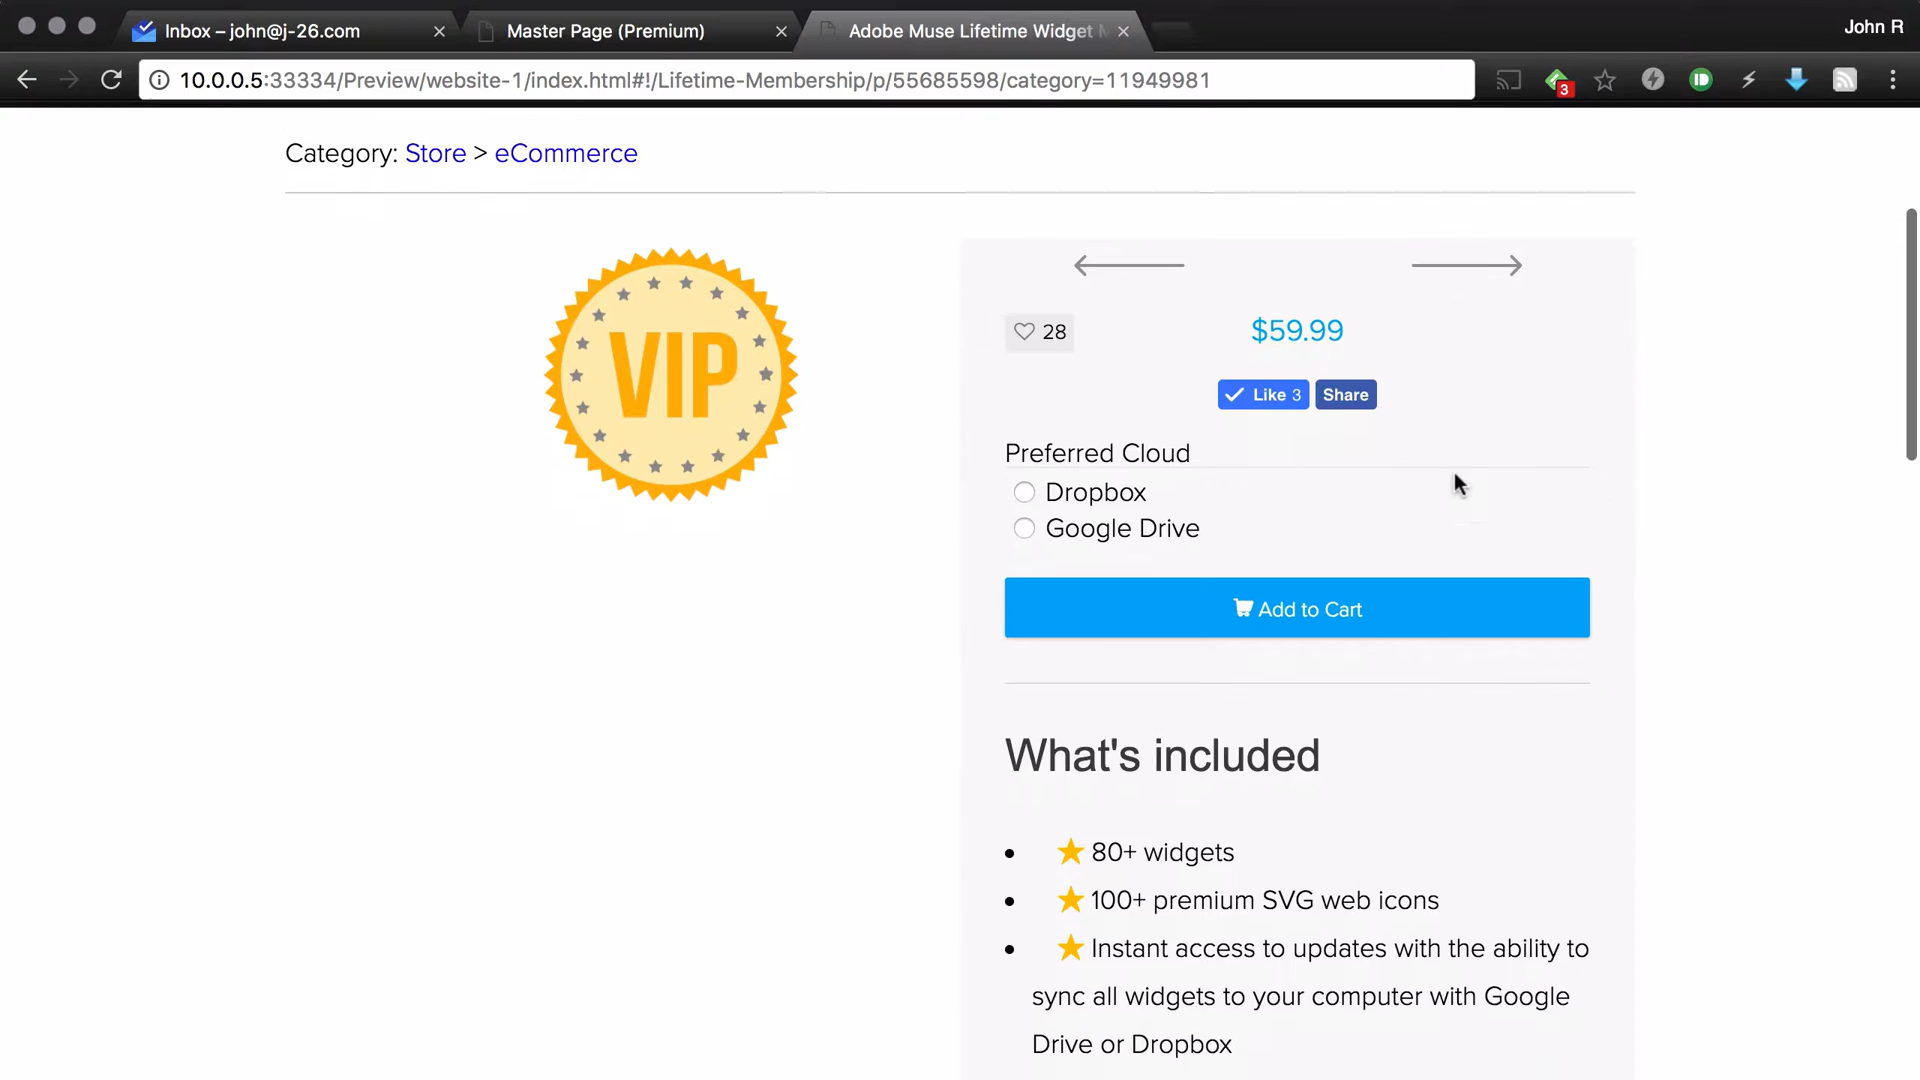 Inbox – john@j-26.com
Master Page (Premium)
Adobe Muse Lifetime Widget
John R
10.0.0.5:33334/Preview/website-1/index.html#!/Lifetime-Membership/p/55685598/category=11949981
3
Category: Store > eCommerce
VIP
28
$59.99
Like 3
Share
Preferred Cloud
Dropbox
Google Drive
Add to Cart
What's included
80+ widgets
100+ premium SVG web icons
Instant access to updates with the ability to
sync all widgets to your computer with Google
Drive or Dropbox